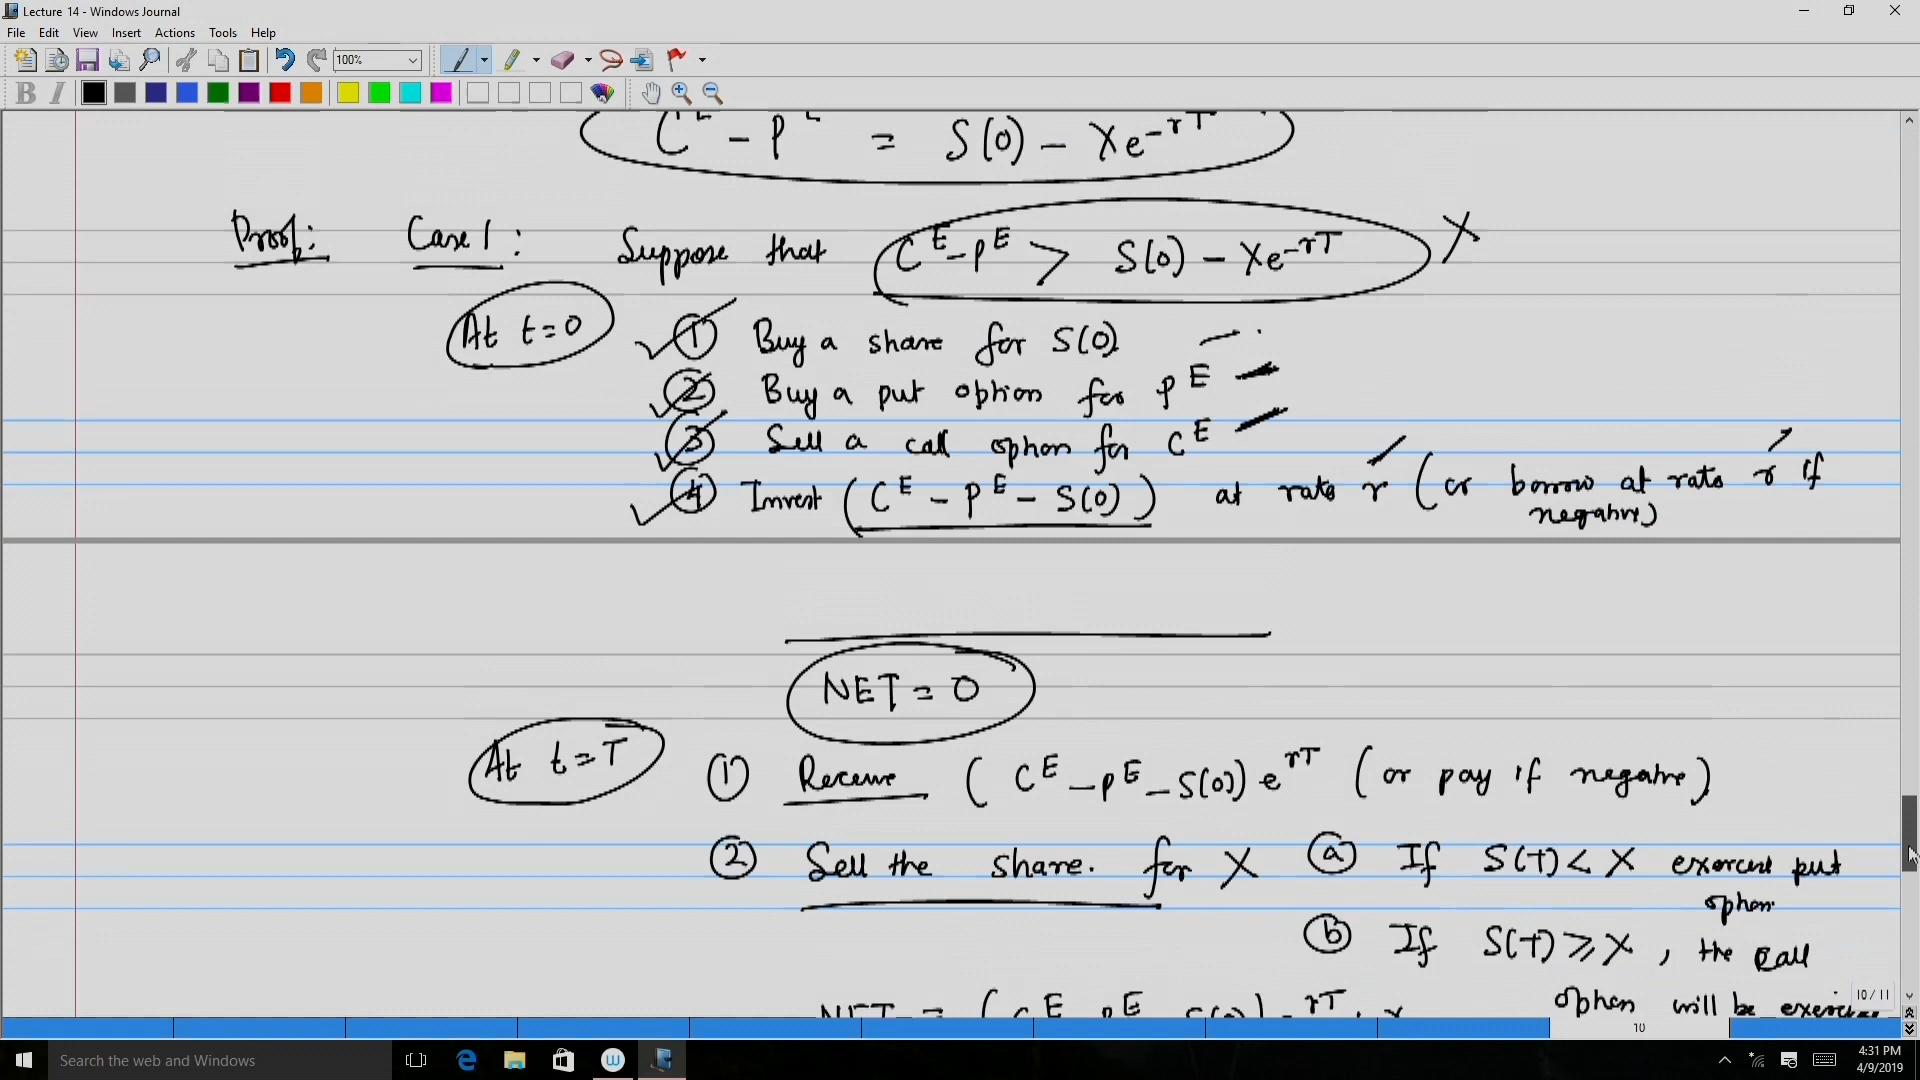 Lecture 14 - Windows Journal
File Edit View Insert Actions Tools Help
100%
B I
C^E - P^E = S(0) - Xe^-rT
Proof: Case 1: Suppose that C^E - P^E > S(0) - Xe^-rT X
At t=0 ① Buy a share for S(0)
② Buy a put option for P^E
③ Sell a call option for C^E
④ Invest (C^E - P^E - S(0)) at rate r (or borrow at rate r if
negative)
NET = 0
At t=T ① Receive (C^E - P^E - S(0)) e^rT (or pay if negative)
② Sell the share. for X ⓐ If S(T) < X exercise put
option
ⓑ If S(T) ≥ X, the call
option will be exercise
NET = (C^E - P^E - S(0)) e^rT + X
10 / 11
10
Search the web and Windows
4:31 PM
4/9/2019